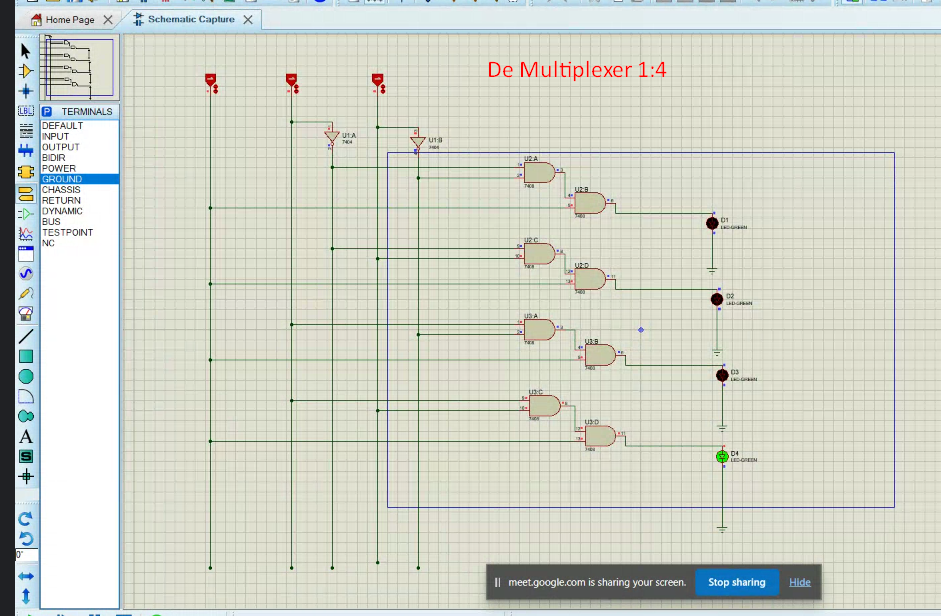 Home Page
Schematic Capture
De Multiplexer 1:4
LBL
P TERMINALS
DEFAULT
INPUT
OUTPUT
BIDIR
POWER
GROUND
CHASSIS
RETURN
DYNAMIC
BUS
TESTPOINT
NC
A
S
0°
U1:A
7404
U1:B
7404
U2:A
7408
U2:B
7408
D1
LED-GREEN
U2:C
7408
U2:D
7408
D2
LED-GREEN
U3:A
7408
U3:B
7408
D3
LED-GREEN
U3:C
7408
U3:D
7408
D4
LED-GREEN
meet.google.com is sharing your screen.
Stop sharing
Hide